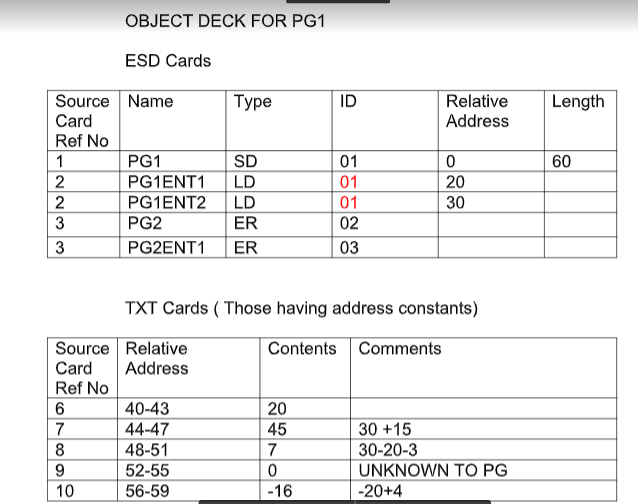 OBJECT DECK FOR PG1
ESD Cards
Source Card Ref No | Name | Type | ID | Relative Address | Length
1 | PG1 | SD | 01 | 0 | 60
2 | PG1ENT1 | LD | 01 | 20
2 | PG1ENT2 | LD | 01 | 30
3 | PG2 | ER | 02
3 | PG2ENT1 | ER | 03
TXT Cards ( Those having address constants)
Source Card Ref No | Relative Address | Contents | Comments
6 | 40-43 | 20
7 | 44-47 | 45 | 30 +15
8 | 48-51 | 7 | 30-20-3
9 | 52-55 | 0 | UNKNOWN TO PG
10 | 56-59 | -16 | -20+4